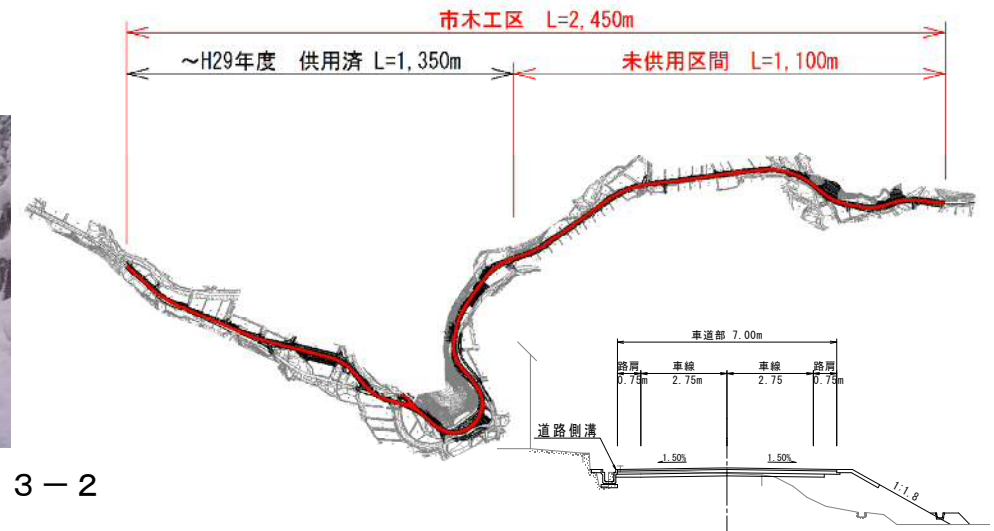 市木工区 L=2,450m
~H29年度 供用済 L=1,350m
未供用区間 L=1,100m
車道部 7.00m
路肩 車線 車線 路肩
0.75m 2.75m 2.75 0.75m
道路側溝
1.50% 1.50%
1:1.8
3-2